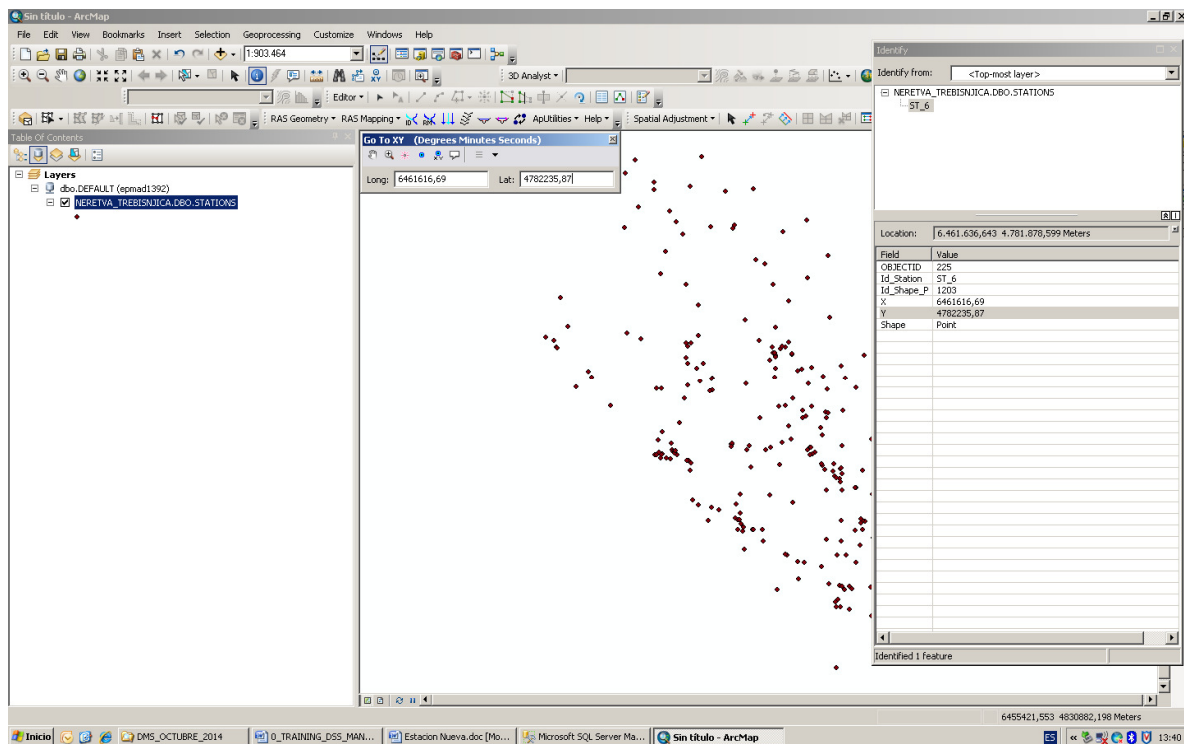 Sin título - ArcMap
File Edit View Bookmarks Insert Selection Geoprocessing Customize Windows Help
1:903.464
3D Analyst
Editor
RAS Geometry RAS Mapping ID RMK ApUtilities Help Spatial Adjustment
Table Of Contents
Layers
dbo.DEFAULT (epmad1392)
NERETVA_TREBISNJICA.DBO.STATIONS
Go To XY (Degrees Minutes Seconds)
Long: 6461616,69 Lat: 4782235,87
Identify
Identify from: <Top-most layer>
NERETVA_TREBISNJICA.DBO.STATIONS
ST_6
Location: 6.461.636,643 4.781.878,599 Meters
Field Value
OBJECTID 225
Id_Station ST_6
Id_Shape_P 1203
X 6461616,69
Y 4782235,87
Shape Point
Identified 1 feature
6455421,553 4830882,198 Meters
Inicio DMS_OCTUBRE_2014 0_TRAINING_DSS_MAN... Estacion Nueva.doc [Mo... Microsoft SQL Server Ma... Sin título - ArcMap ES 13:40